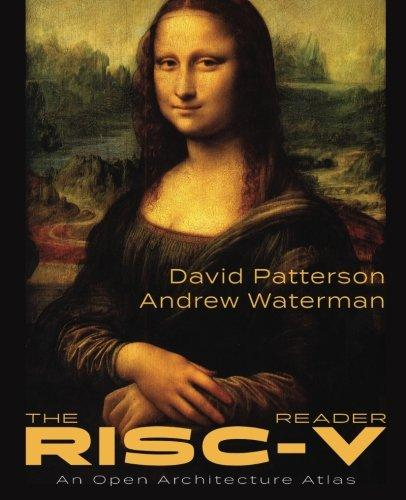 David Patterson
Andrew Waterman
THE READER
RISC-V
An Open Architecture Atlas